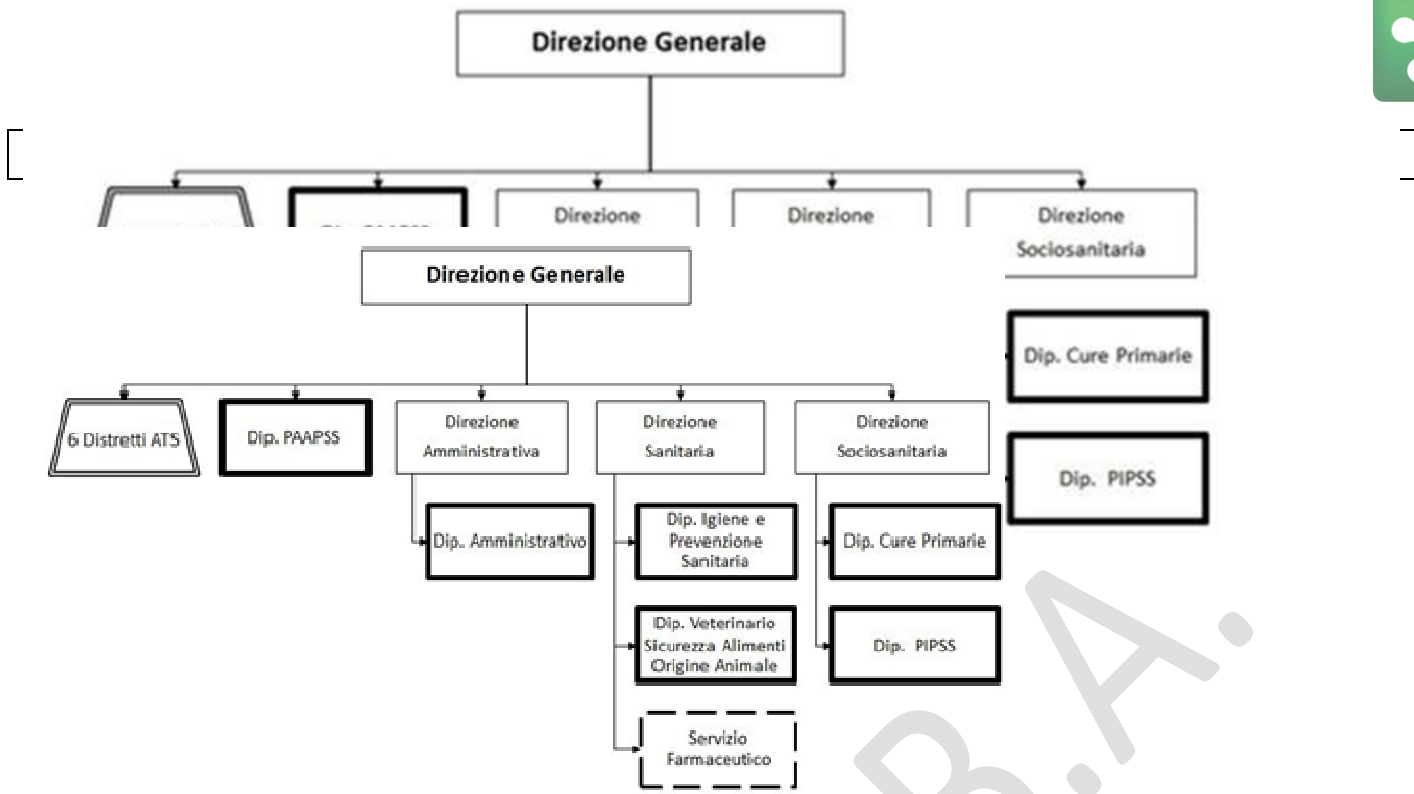 Direzione Generale
Direzione
Direzione
Direzione
Sociosanitaria
Direzione Generale
Dip. Cure Primarie
6 Distretti ATS
Dip. PAAPSS
Direzione
Amministrativa
Direzione
Sanitaria
Direzione
Sociosanitaria
Dip. PIPSS
Dip. Amministrativo
Dip. Igiene e
Prevenzione
Sanitaria
Dip. Cure Primarie
Dip. Veterinario
Sicurezza Alimenti
Origine Animale
Dip. PIPSS
Servizio
Farmaceutico
B.A.